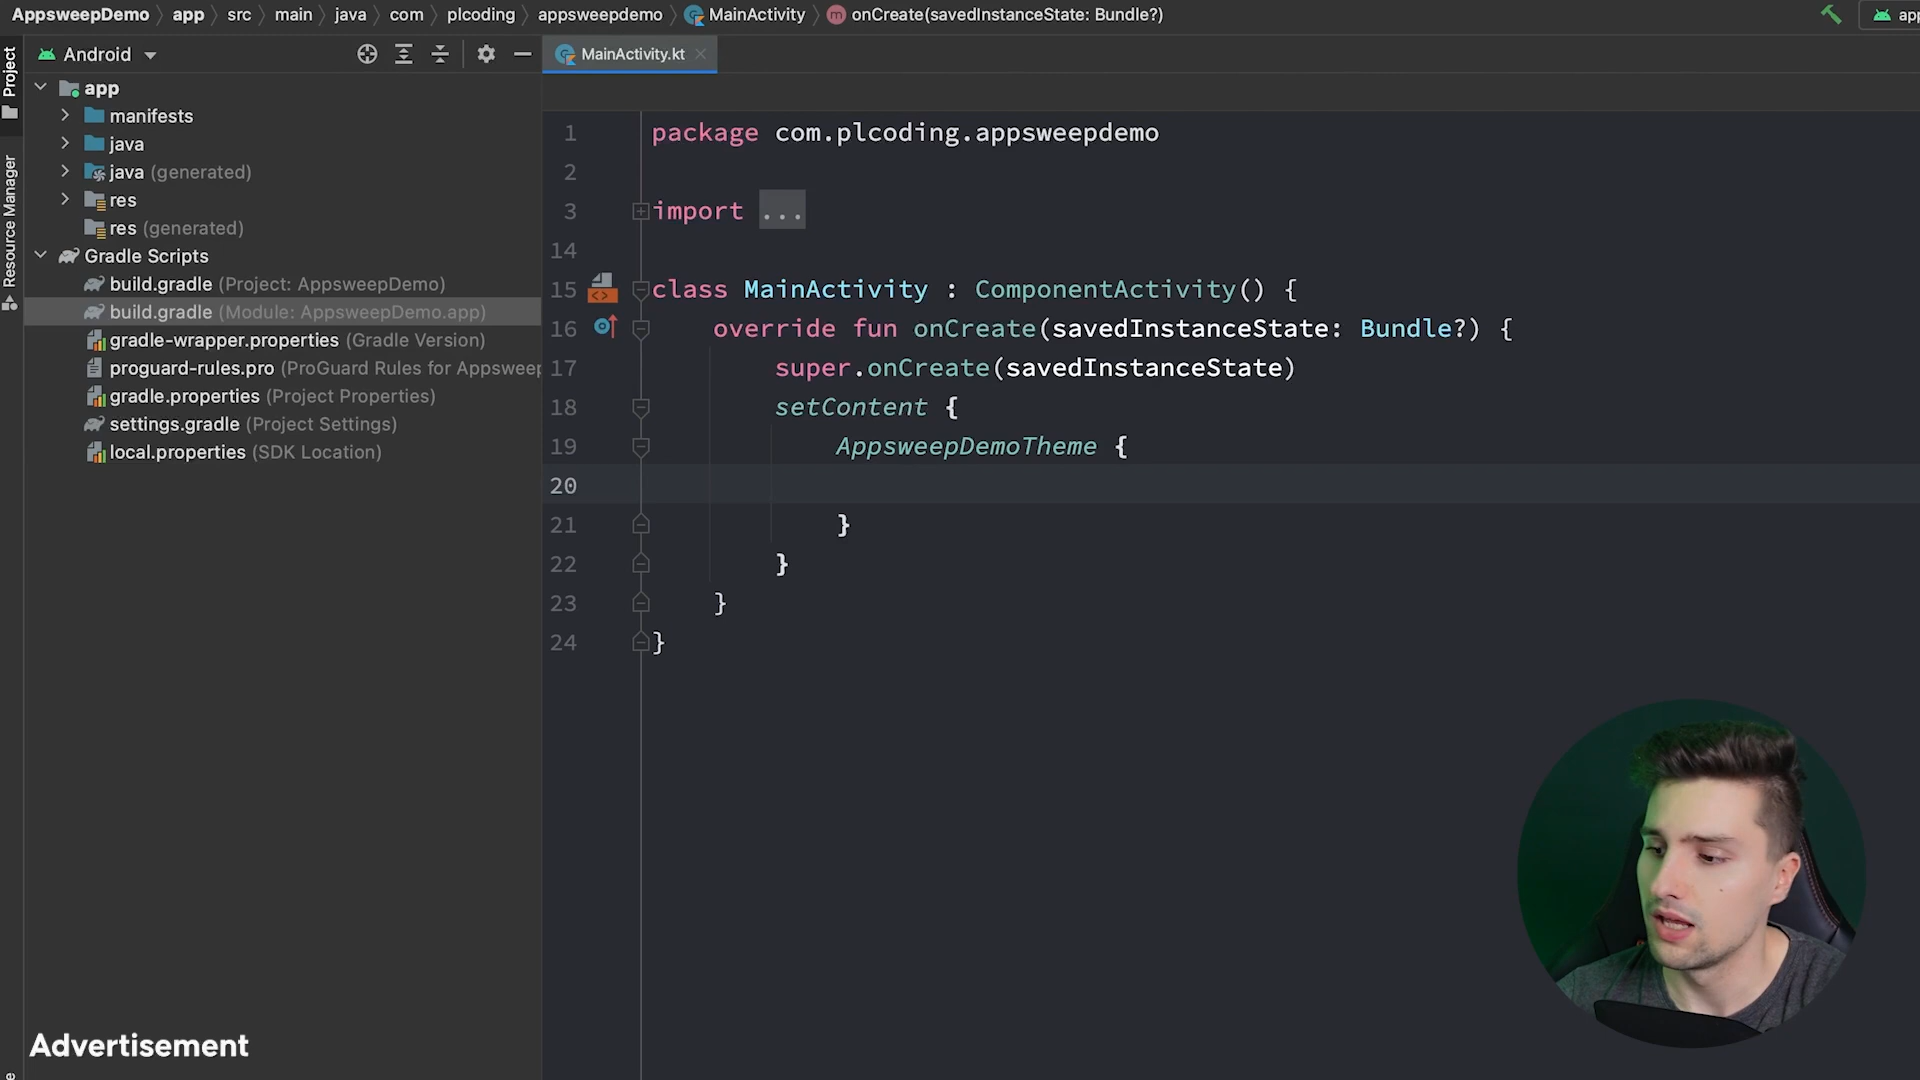 AppsweepDemo app src main java com plcoding appsweepdemo MainActivity onCreate(savedInstanceState: Bundle?)
Project
Resource Manager
Android
MainActivity.kt
app
manifests
java
java (generated)
res
res (generated)
Gradle Scripts
build.gradle (Project: AppsweepDemo)
build.gradle (Module: AppsweepDemo.app)
gradle-wrapper.properties (Gradle Version)
proguard-rules.pro (ProGuard Rules for Appsweep
gradle.properties (Project Properties)
settings.gradle (Project Settings)
local.properties (SDK Location)
1 package com.plcoding.appsweepdemo
2
3 import ...
14
15 class MainActivity : ComponentActivity() {
16 override fun onCreate(savedInstanceState: Bundle?) {
17 super.onCreate(savedInstanceState)
18 setContent {
19 AppsweepDemoTheme {
20
21 }
22 }
23 }
24 }
Advertisement